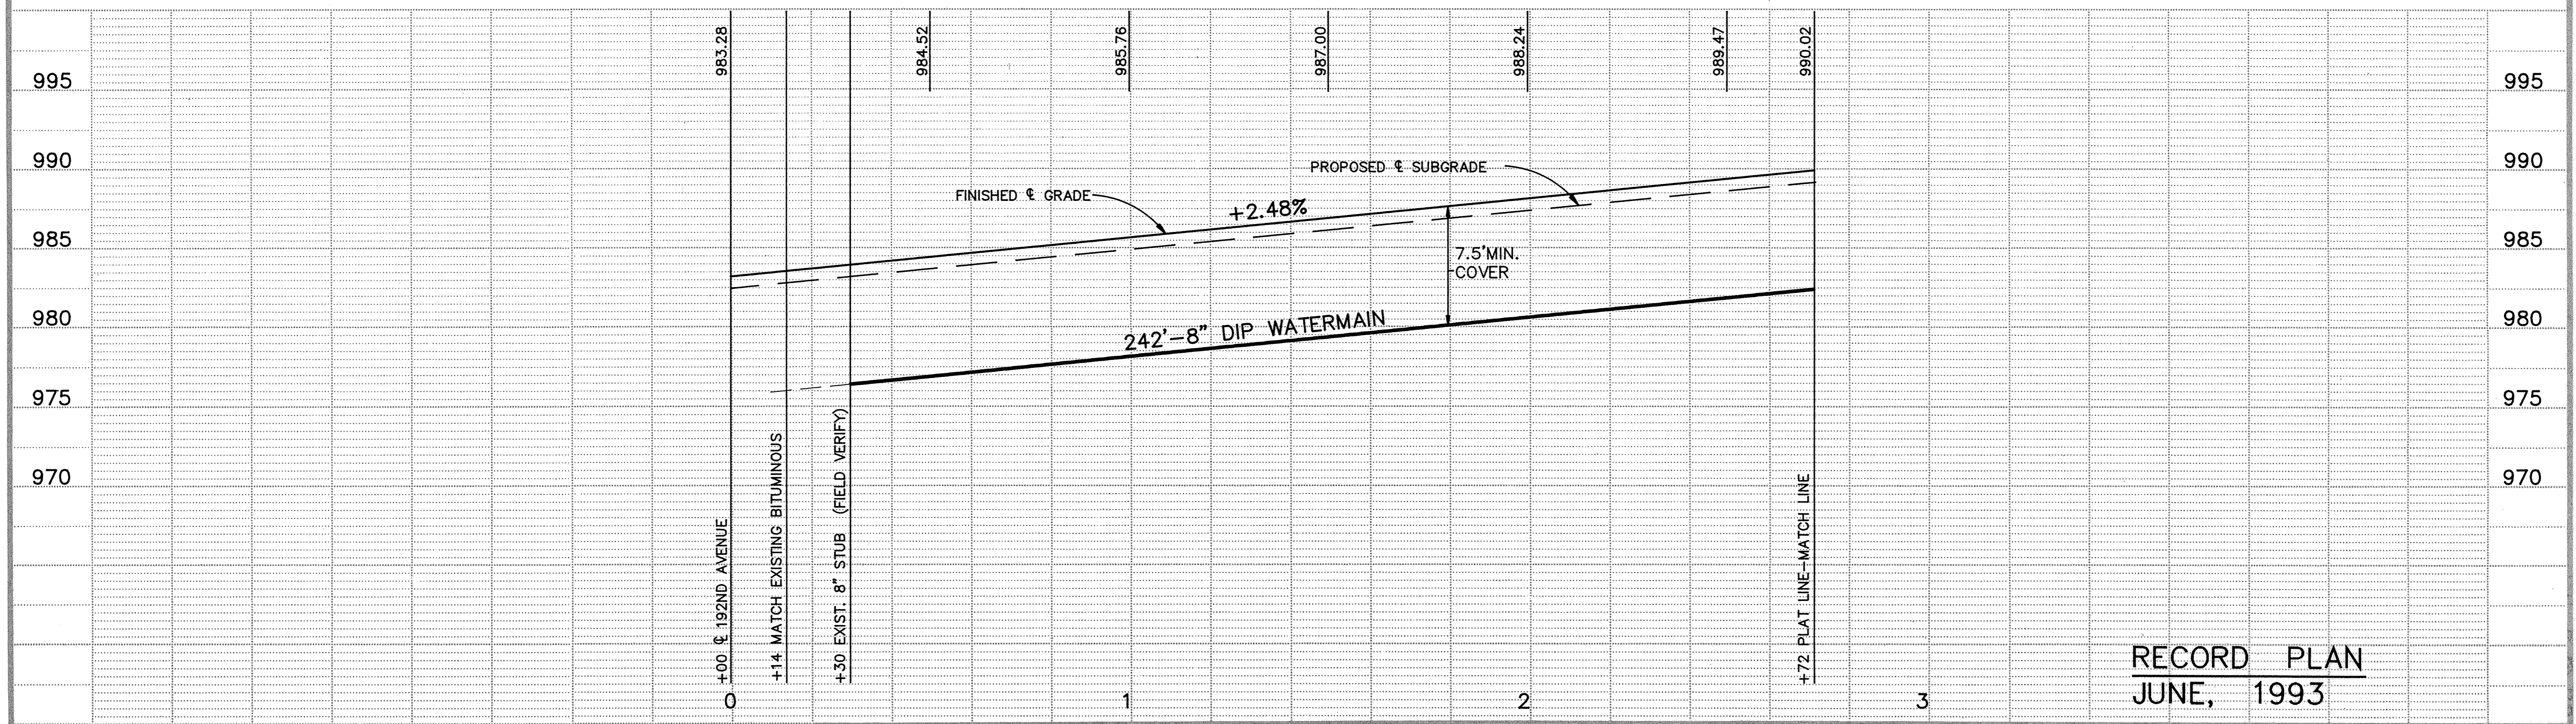 983.28
984.52
985.76
987.00
988.24
989.47
990.02
995
995
990
990
PROPOSED ℄ SUBGRADE
FINISHED ℄ GRADE
+2.48%
985
985
7.5'MIN.
COVER
980
980
242'-8" DIP WATERMAIN
975
975
970
970
+00 ℄ 192ND AVENUE
+14 MATCH EXISTING BITUMINOUS
+30 EXIST. 8" STUB (FIELD VERIFY)
+72 PLAT LINE-MATCH LINE
0
1
2
3
RECORD PLAN
JUNE, 1993